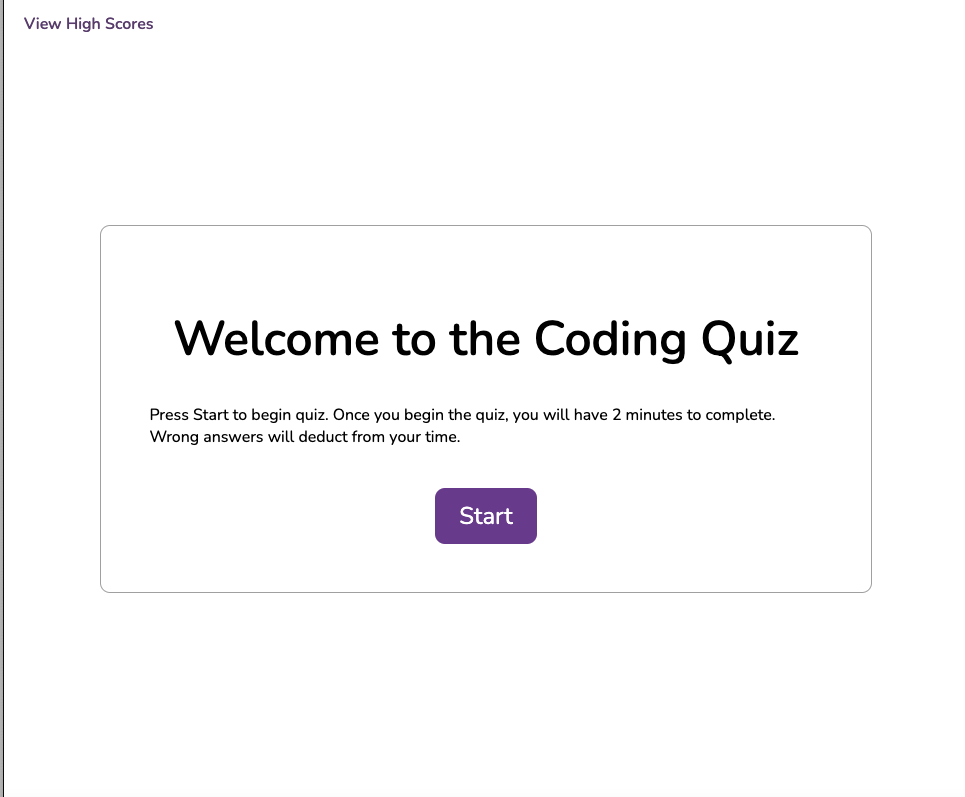 View High Scores
Welcome to the Coding Quiz
Press Start to begin quiz. Once you begin the quiz, you will have 2 minutes to complete.
Wrong answers will deduct from your time.
Start